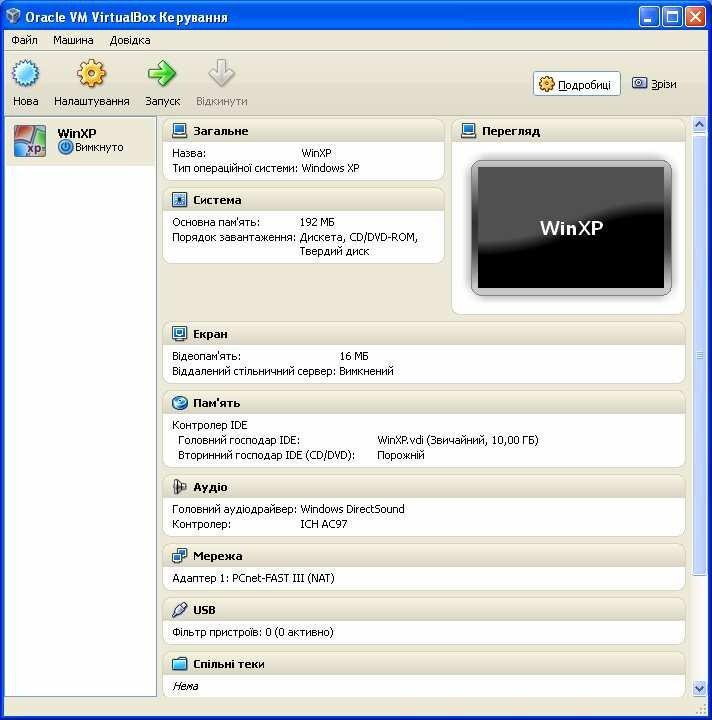 Oracle VM VirtualBox Керування
Файл Машина Довідка
Нова Налаштування Запуск Відкинути Подробиці Зрізи
WinXP
Вимкнуто
Загальне
Назва: WinXP
Тип операційної системи: Windows XP
Система
Основна пам'ять: 192 МБ
Порядок завантаження: Дискета, CD/DVD-ROM,
Твердий диск
Перегляд
WinXP
Екран
Відеопам'ять: 16 МБ
Віддалений стільничний сервер: Вимкнений
Пам'ять
Контролер IDE
Головний господар IDE: WinXP.vdi (Звичайний, 10,00 ГБ)
Вторинний господар IDE (CD/DVD): Порожній
Аудіо
Головний аудіодрайвер: Windows DirectSound
Контролер: ICH AC97
Мережа
Адаптер 1: PCnet-FAST III (NAT)
USB
Фільтр пристроїв: 0 (0 активно)
Спільні теки
Нема